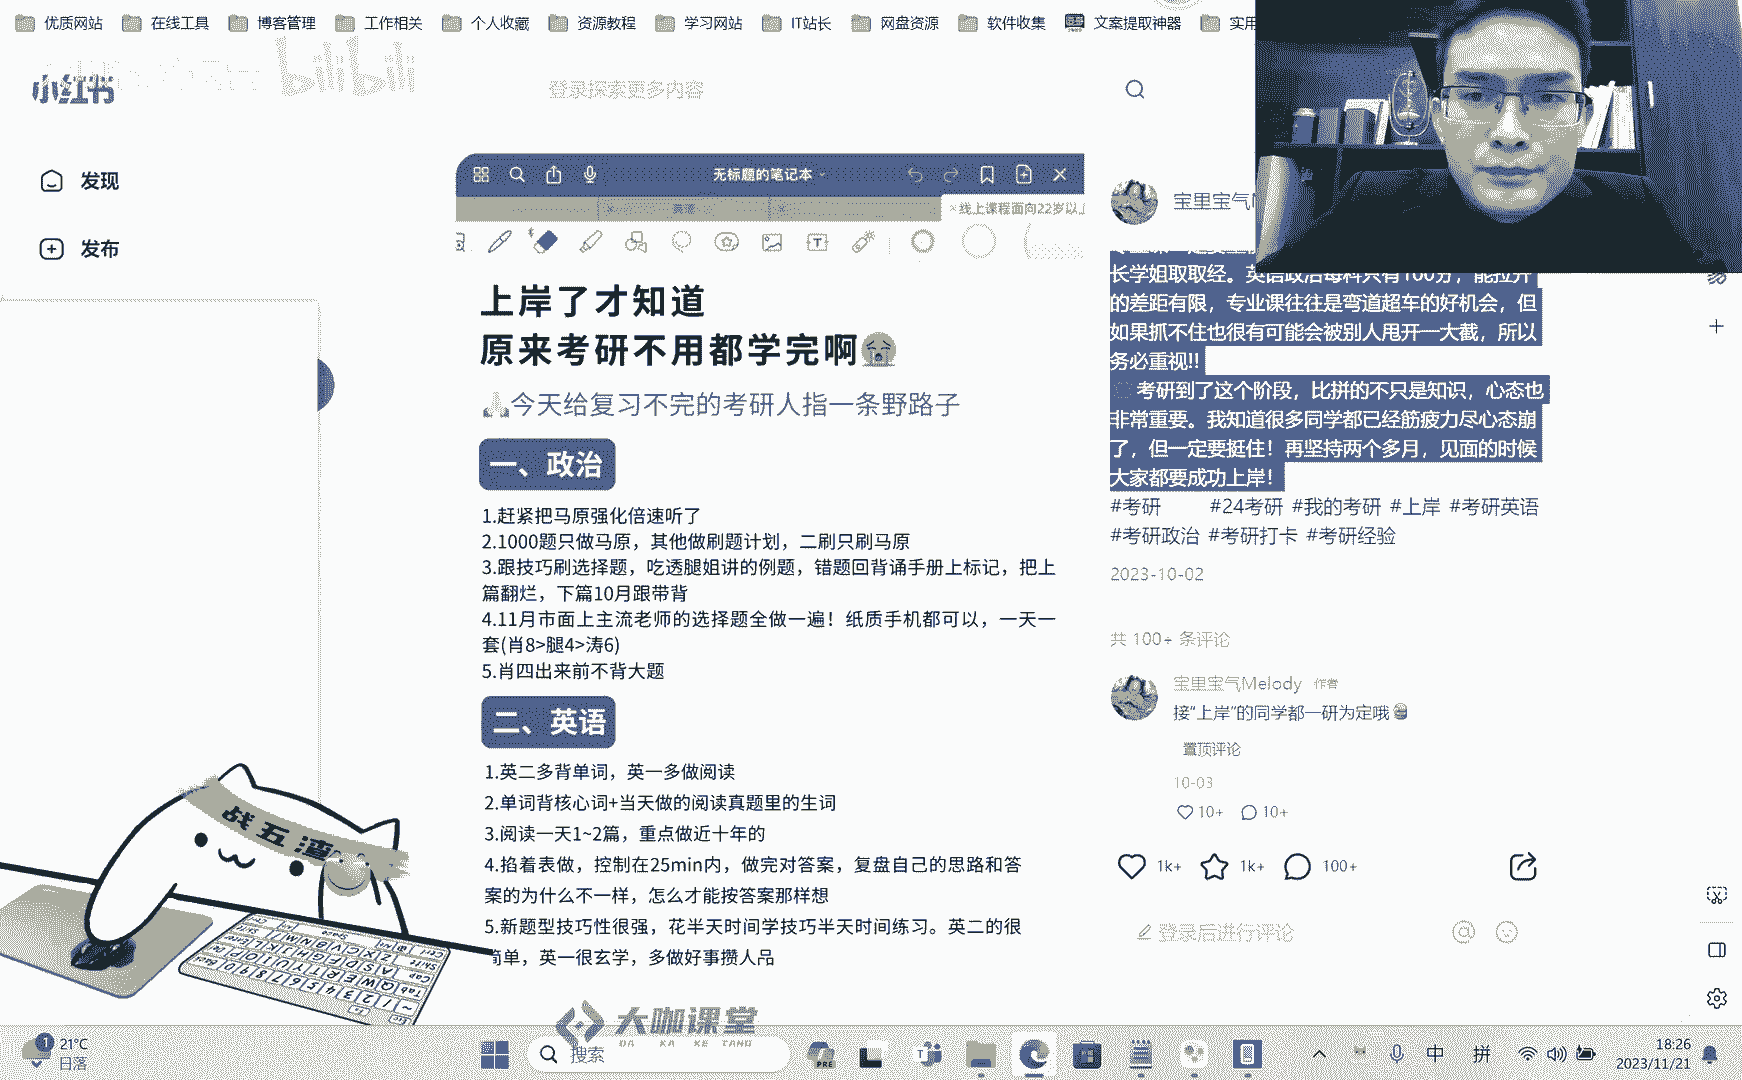 优质网站
在线工具
博客管理
工作相关
个人收藏
资源教程
学习网站
IT站长
网盘资源
软件收集
文案提取神器
实用
bilibili
小红书
登录探索更多内容
发现
发布
无标题的笔记本
英语
线上课程面向22岁以上
上岸了才知道
原来考研不用都学完啊
今天给复习不完的考研人指一条野路子
一、政治
1.赶紧把马原强化倍速听了
2.1000题只做马原，其他做刷题计划，二刷只刷马原
3.跟技巧刷选择题，吃透腿姐讲的例题，错题回背诵手册上标记，把上
篇翻烂，下篇10月跟带背
4.11月市面上主流老师的选择题全做一遍！纸质手机都可以，一天一
套(肖8>腿4>涛6)
5.肖四出来前不背大题
二、英语
1.英二多背单词，英一多做阅读
2.单词背核心词+当天做的阅读真题里的生词
3.阅读一天1~2篇，重点做近十年的
4.掐着表做，控制在25min内，做完对答案，复盘自己的思路和答
案的为什么不一样，怎么才能按答案那样想
5.新题型技巧性很强，花半天时间学技巧半天时间练习。英二的很
简单，英一很玄学，多做好事攒人品
宝里宝气
长学姐取取经。英语政治每科只有100分，能拉开
的差距有限，专业课往往是弯道超车的好机会，但
如果抓不住也很有可能会被别人甩开一大截，所以
务必重视!!
考研到了这个阶段，比拼的不只是知识，心态也
非常重要。我知道很多同学都已经筋疲力尽心态崩
了，但一定要挺住！再坚持两个多月，见面的时候
大家都要成功上岸！
#考研 #24考研 #我的考研 #上岸 #考研英语
#考研政治 #考研打卡 #考研经验
2023-10-02
共 100+ 条评论
宝里宝气Melody 作者
接“上岸”的同学都一研为定哦
置顶评论
10-03
10+ 10+
1k+ 1k+ 100+
登录后进行评论
战五渣
大咖课堂
DA KA KE TANG
1
21°C
日落
搜索
PRE
中
拼
18:26
2023/11/21